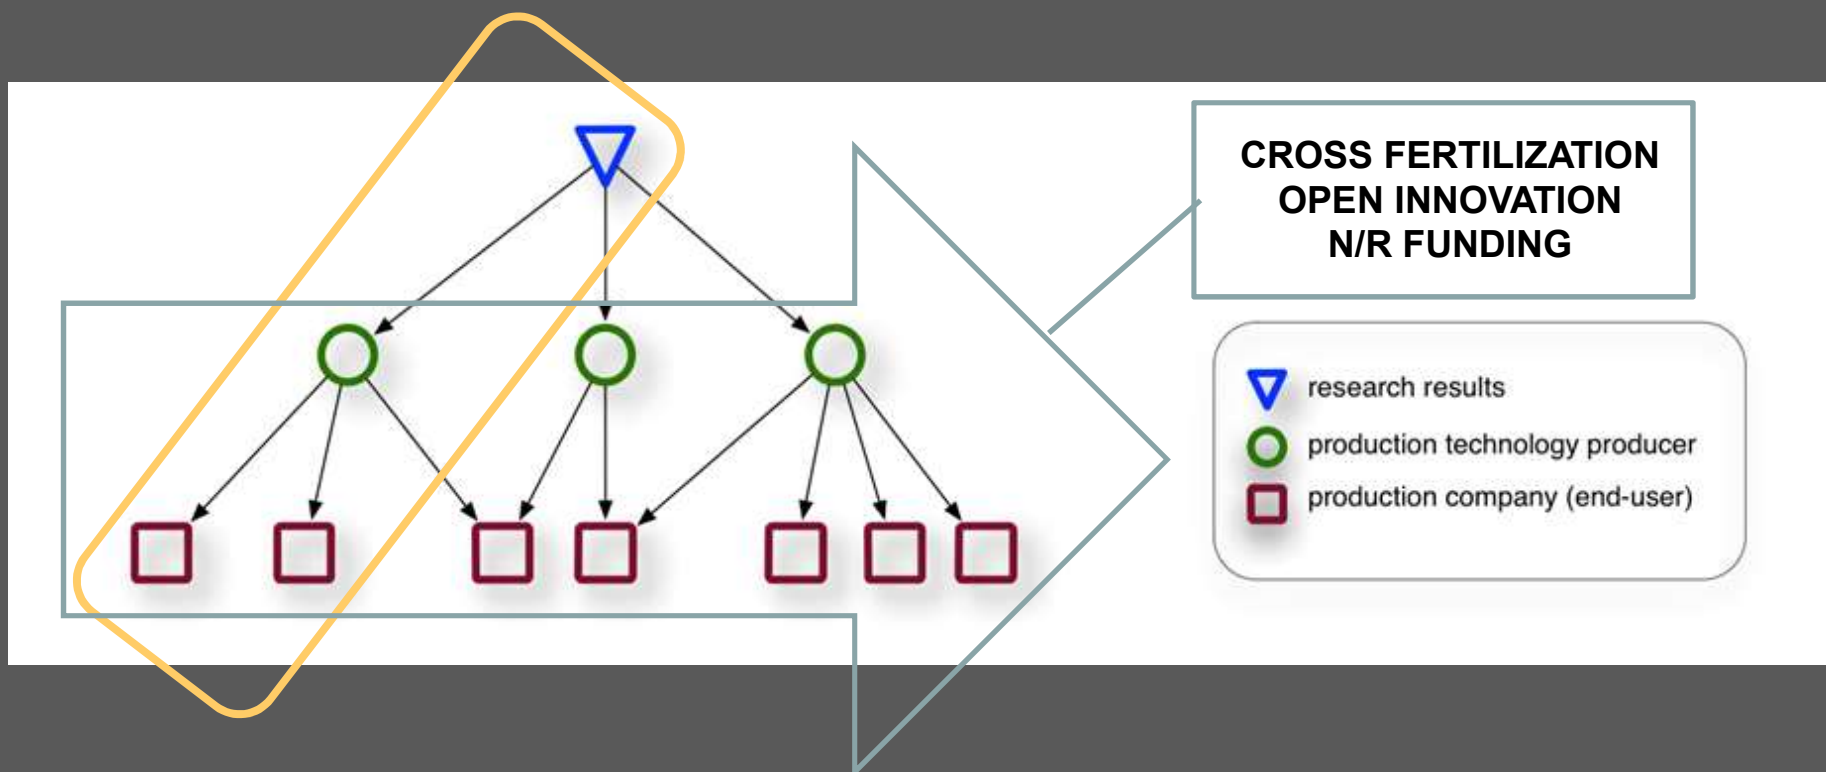 CROSS FERTILIZATION
OPEN INNOVATION
N/R FUNDING
research results
production technology producer
production company (end-user)